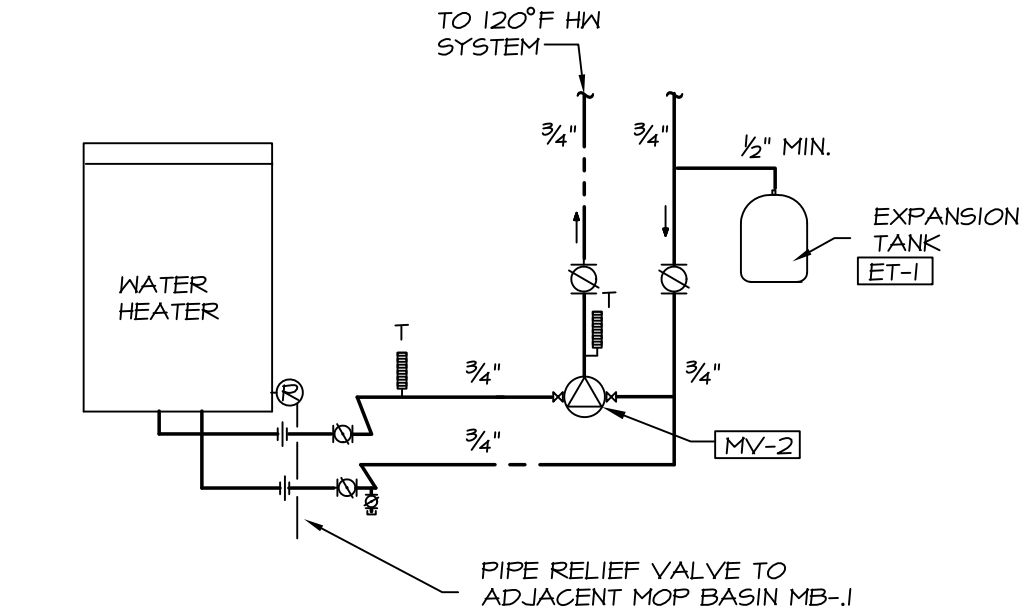 TO 120°F HW
SYSTEM
3/4"
3/4"
1/2" MIN.
EXPANSION
TANK
ET-1
WATER
HEATER
T
T
3/4"
3/4"
R
3/4"
MV-2
PIPE RELIEF VALVE TO
ADJACENT MOP BASIN MB-.1